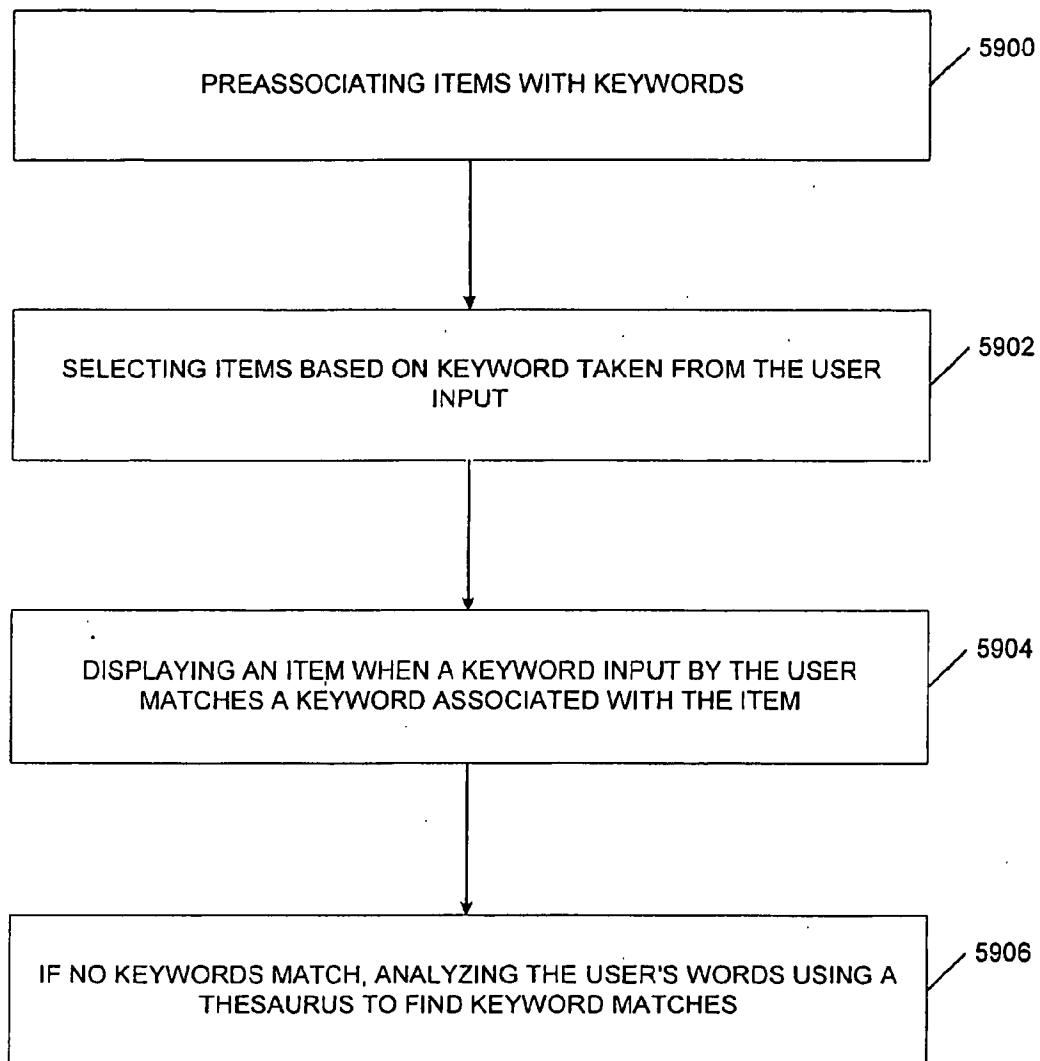 PREASSOCIATING ITEMS WITH KEYWORDS
5900
SELECTING ITEMS BASED ON KEYWORD TAKEN FROM THE USER
INPUT
5902
DISPLAYING AN ITEM WHEN A KEYWORD INPUT BY THE USER
MATCHES A KEYWORD ASSOCIATED WITH THE ITEM
5904
IF NO KEYWORDS MATCH, ANALYZING THE USER'S WORDS USING A
THESAURUS TO FIND KEYWORD MATCHES
5906